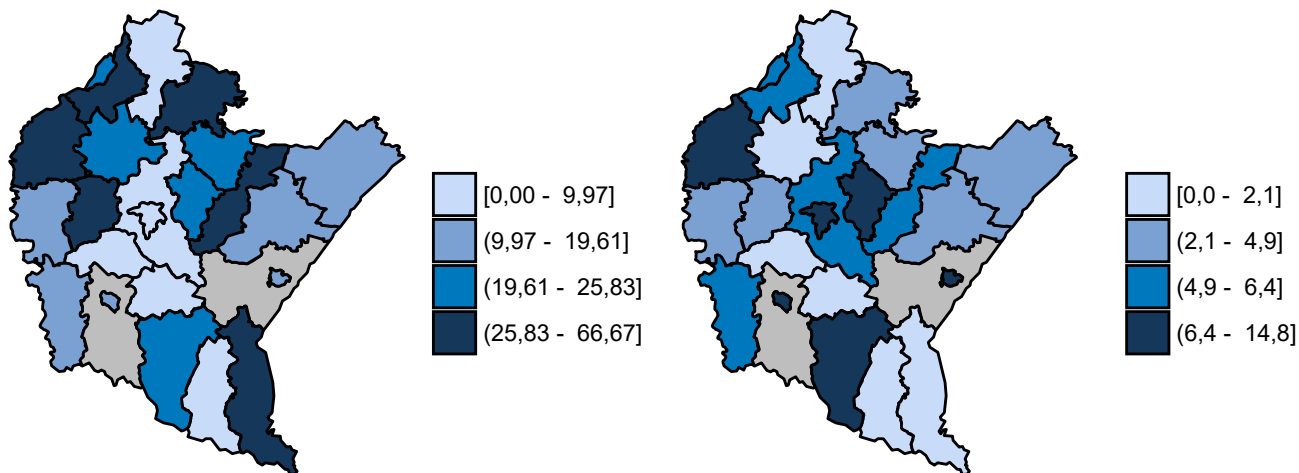 [0,00 - 9,97]
(9,97 - 19,61]
(19,61 - 25,83]
(25,83 - 66,67]
[0,0 - 2,1]
(2,1 - 4,9]
(4,9 - 6,4]
(6,4 - 14,8]